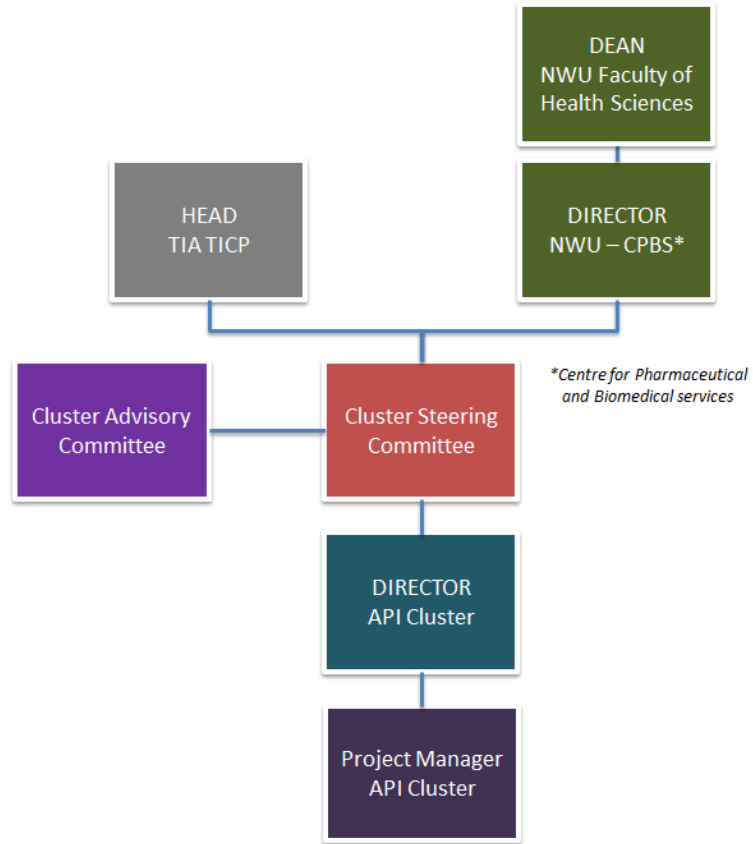 DEAN
NWU Faculty of
Health Sciences
HEAD
TIA TICP
DIRECTOR
NWU – CPBS*
*Centre for Pharmaceutical
and Biomedical services
Cluster Advisory
Committee
Cluster Steering
Committee
DIRECTOR
API Cluster
Project Manager
API Cluster